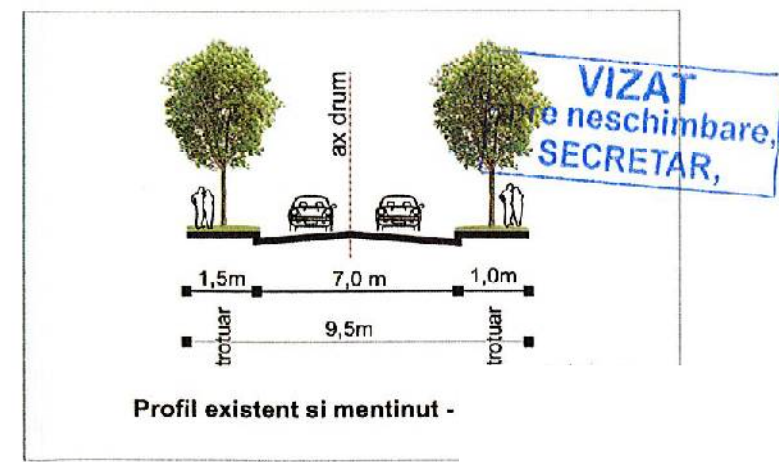 ax drum
VIZAT
neschimbare,
SECRETAR,
1,5m 7,0 m 1,0m
trotuar 9,5m trotuar
Profil existent si mentinut -